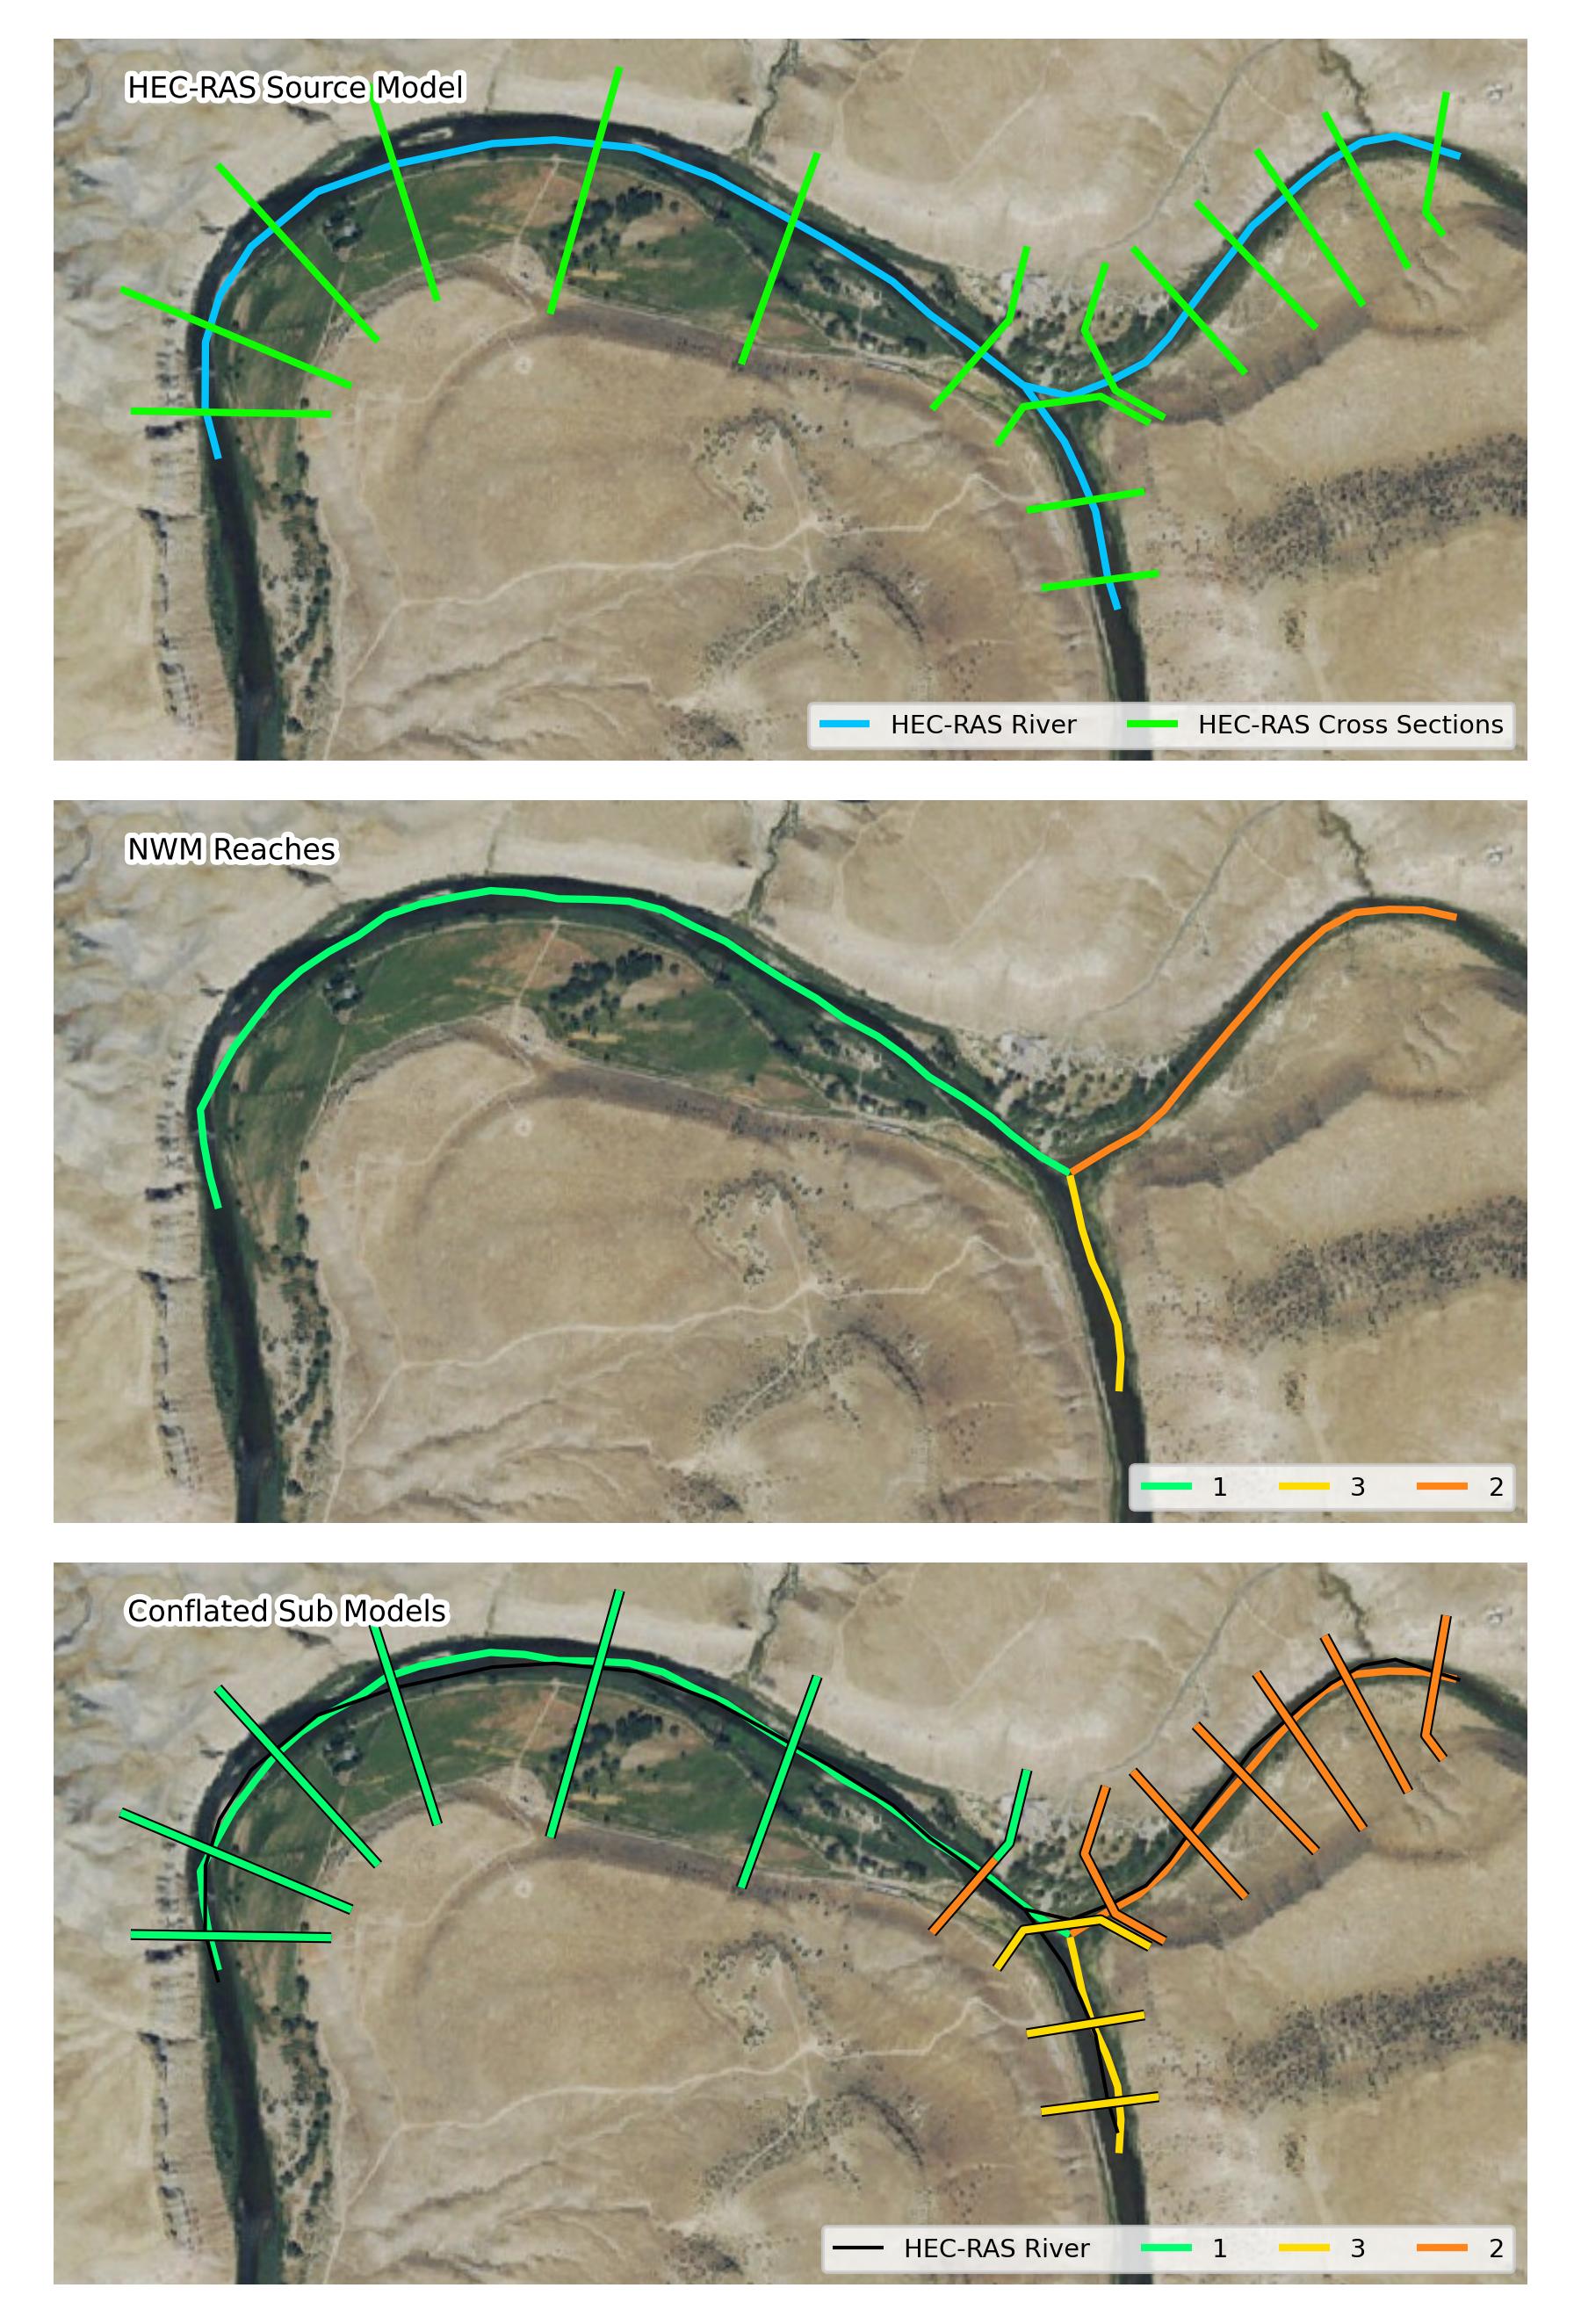 HEC-RAS Source Model
HEC-RAS River HEC-RAS Cross Sections
NWM Reaches
1 3 2
Conflated Sub Models
HEC-RAS River 1 3 2